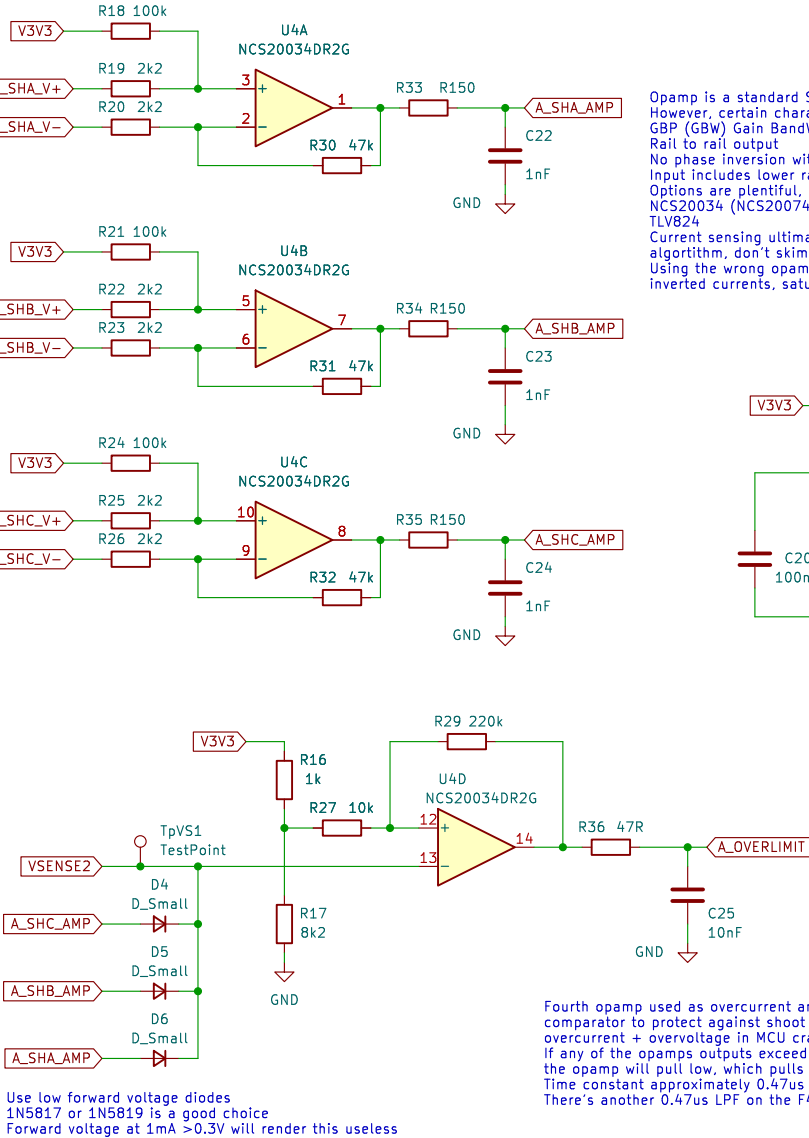 R18 100k
V3V3
U4A
NCS20034DR2G
R19 2k2
_SHA_V+
3
+
1
R33 R150
A_SHA_AMP
R20 2k2
_SHA_V-
2
-
R30 47k
C22
1nF
GND
Opamp is a standard
However, certain
GBP (GBW) Gain
Rail to rail output
No phase inversion
Input includes lower
Options are plentiful,
NCS20034 (NCS20074
TLV824
Current sensing
algortithm, don't skim
Using the wrong opam
inverted currents,
R21 100k
V3V3
U4B
NCS20034DR2G
R22 2k2
_SHB_V+
5
+
7
R34 R150
A_SHB_AMP
R23 2k2
_SHB_V-
6
-
R31 47k
C23
1nF
GND
V3V3
R24 100k
V3V3
U4C
NCS20034DR2G
R25 2k2
_SHC_V+
10
+
8
R35 R150
A_SHC_AMP
R26 2k2
_SHC_V-
9
-
R32 47k
C24
1nF
GND
C20
100n
R29 220k
V3V3
R16
1k
U4D
NCS20034DR2G
R27 10k
12
+
14
R36 47R
A_OVERLIMIT
13
-
TpVS1
TestPoint
VSENSE2
D4
D_Small
A_SHC_AMP
R17
8k2
GND
C25
10nF
GND
D5
D_Small
A_SHB_AMP
D6
D_Small
A_SHA_AMP
Fourth opamp used as overcurrent
comparator to protect against shoot
overcurrent + overvoltage in MCU
If any of the opamps outputs exceed
the opamp will pull low, which pulls
Time constant approximately 0.47us
There's another 0.47us LPF on the
Use low forward voltage diodes
1N5817 or 1N5819 is a good choice
Forward voltage at 1mA >0.3V will render this useless